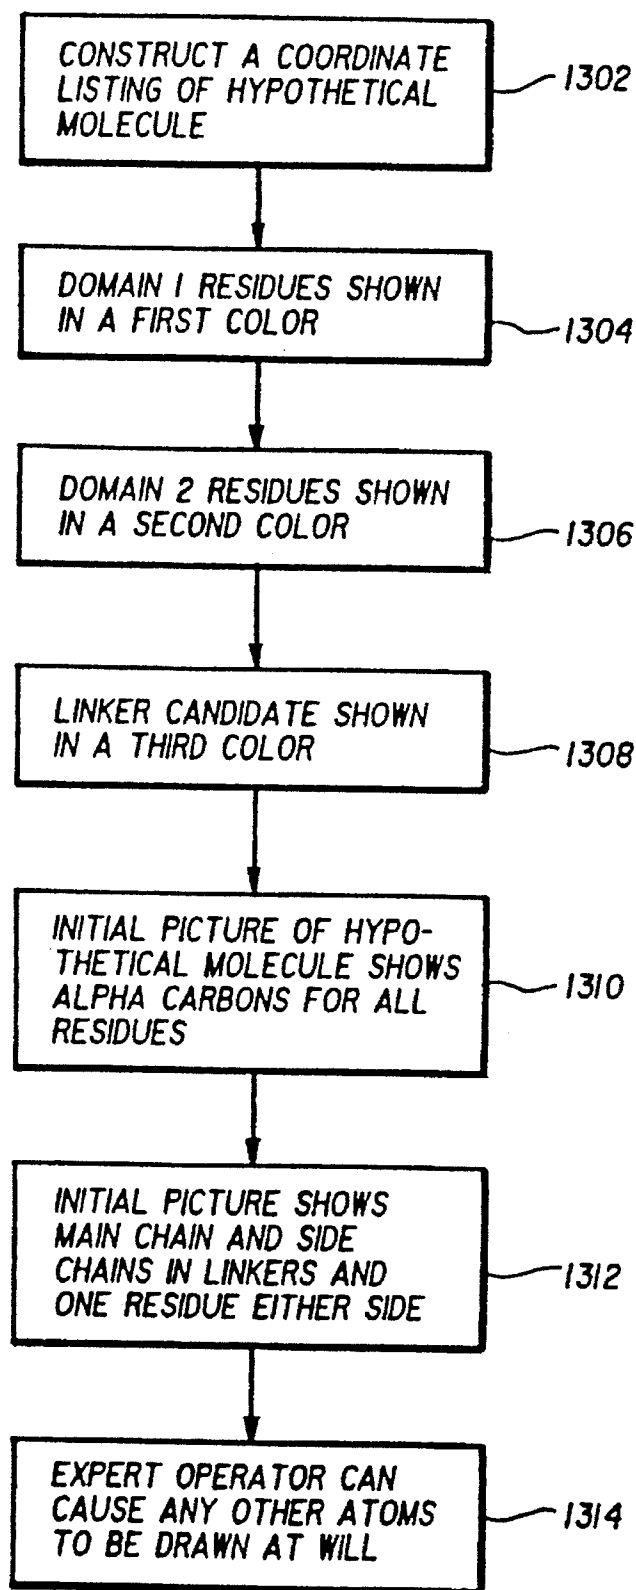 CONSTRUCT A COORDINATE
LISTING OF HYPOTHETICAL
MOLECULE
1302
DOMAIN 1 RESIDUES SHOWN
IN A FIRST COLOR
1304
DOMAIN 2 RESIDUES SHOWN
IN A SECOND COLOR
1306
LINKER CANDIDATE SHOWN
IN A THIRD COLOR
1308
INITIAL PICTURE OF HYPO-
THETICAL MOLECULE SHOWS
ALPHA CARBONS FOR ALL
RESIDUES
1310
INITIAL PICTURE SHOWS
MAIN CHAIN AND SIDE
CHAINS IN LINKERS AND
ONE RESIDUE EITHER SIDE
1312
EXPERT OPERATOR CAN
CAUSE ANY OTHER ATOMS
TO BE DRAWN AT WILL
1314